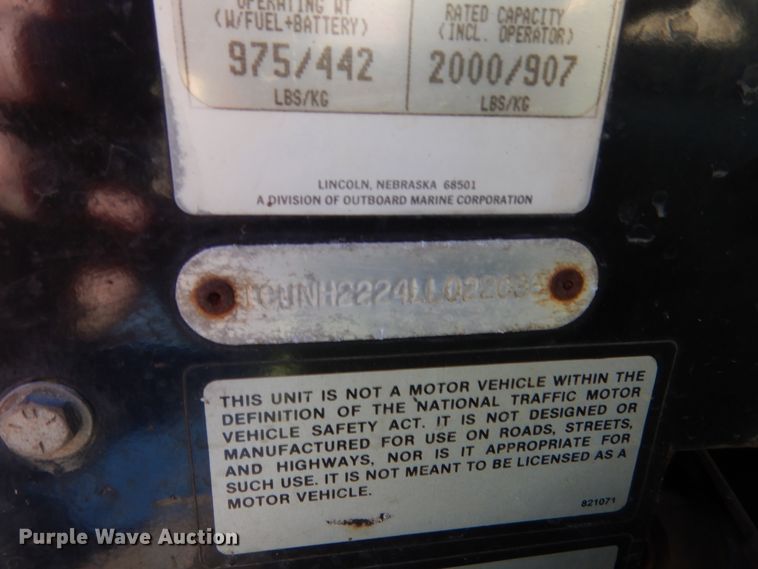 OPERATING WT
(W/FUEL+BATTERY)
975/442
LBS/KG
RATED CAPACITY
(INCL. OPERATOR)
2000/907
LBS/KG
LINCOLN, NEBRASKA 68501
A DIVISION OF OUTBOARD MARINE CORPORATION
THIS UNIT IS NOT A MOTOR VEHICLE WITHIN THE
DEFINITION OF THE NATIONAL TRAFFIC MOTOR
VEHICLE SAFETY ACT. IT IS NOT DESIGNED OR
MANUFACTURED FOR USE ON ROADS, STREETS,
AND HIGHWAYS, NOR IS IT APPROPRIATE FOR
SUCH USE. IT IS NOT MEANT TO BE LICENSED AS A
MOTOR VEHICLE.
821071
Purple Wave Auction